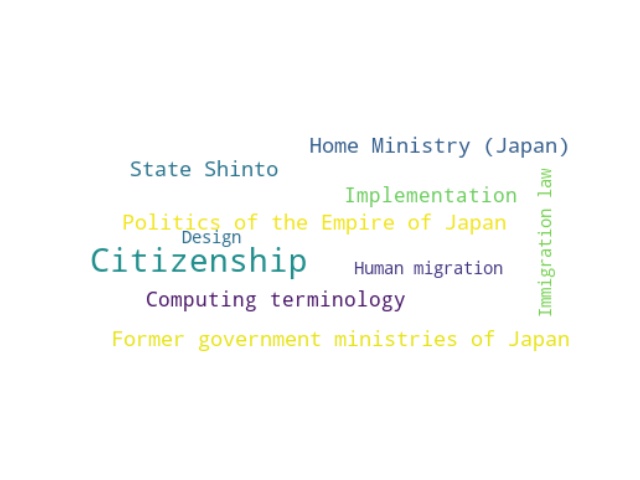 Home Ministry (Japan)
State Shinto
Implementation
Immigration law
Politics of the Empire of Japan
Design
Citizenship
Human migration
Computing terminology
Former government ministries of Japan